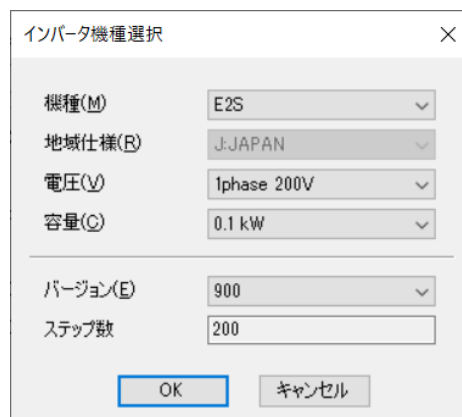 インバータ機種選択
機種(M) E2S
地域仕様(R) J:JAPAN
電圧(V) 1phase 200V
容量(C) 0.1 kW
バージョン(E) 900
ステップ数 200
OK キャンセル